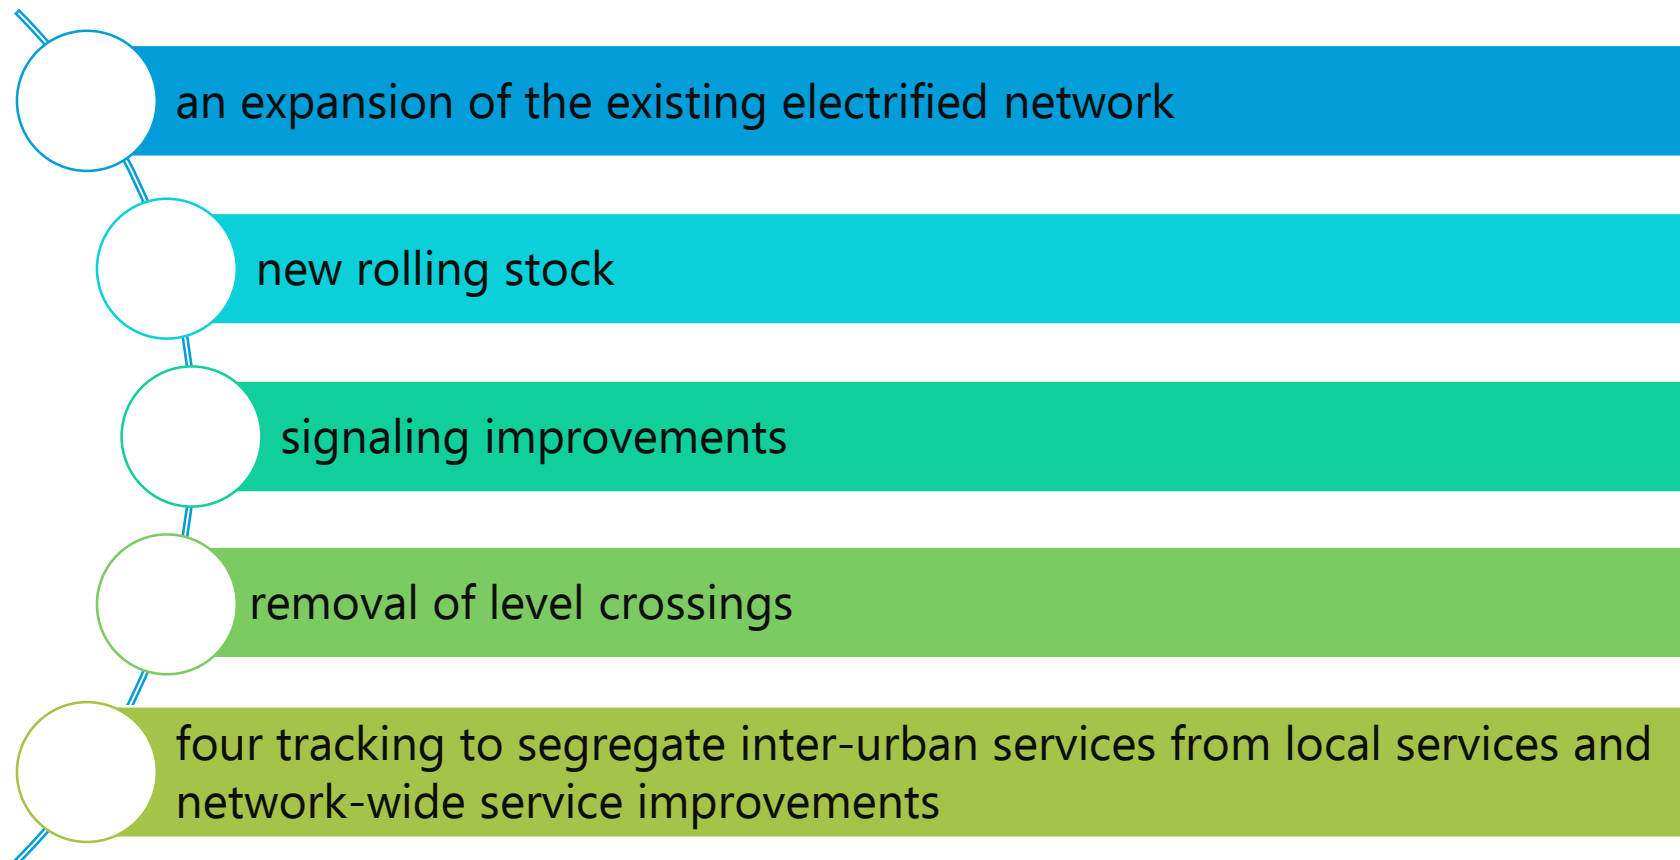 an expansion of the existing electrified network
new rolling stock
signaling improvements
removal of level crossings
four tracking to segregate inter-urban services from local services and
network-wide service improvements